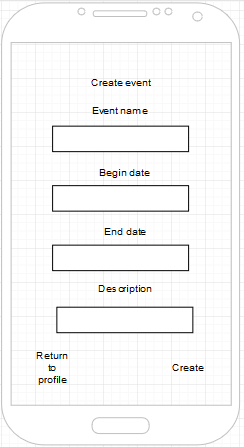 Create event
Event name
Begin date
End date
Description
Return
to
profile
Create